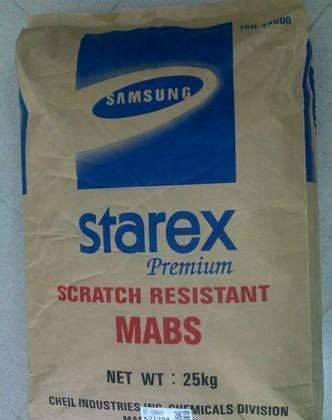 SAMSUNG
starex
Premium
SCRATCH RESISTANT
MABS
NET WT : 25kg
CHEIL INDUSTRIES INC. CHEMICALS DIVISION